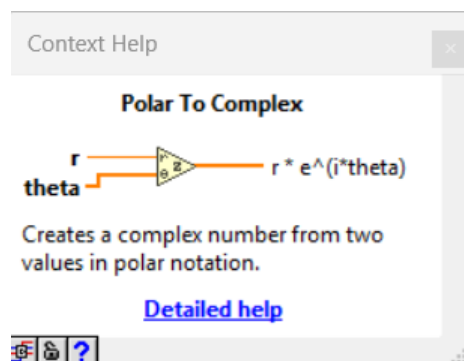 Context Help
Polar To Complex
r
theta
r
θ
z
r * e^(i*theta)
Creates a complex number from two
values in polar notation.
Detailed help
?